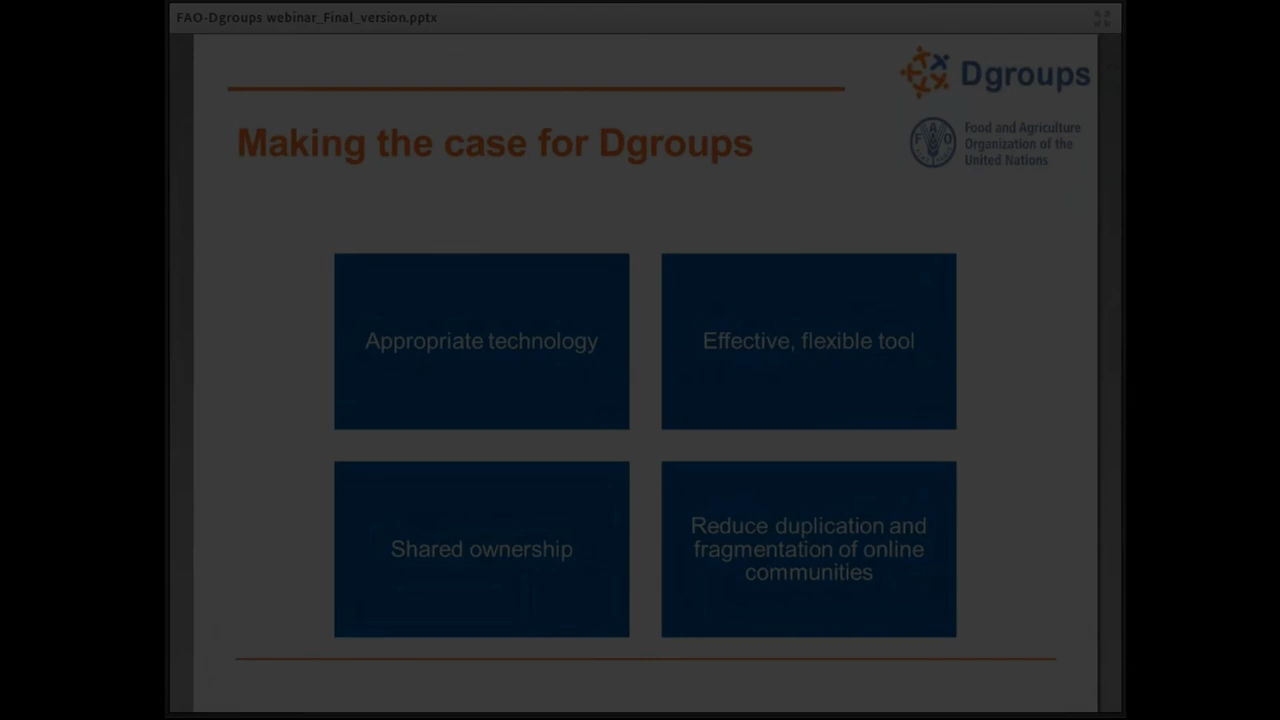 FAO-Dgroups webinar_Final_version.pptx
Dgroups
Making the case for Dgroups
F A O
Food and Agriculture
Organization of the
United Nations
Appropriate technology
Effective, flexible tool
Shared ownership
Reduce duplication and
fragmentation of online
communities